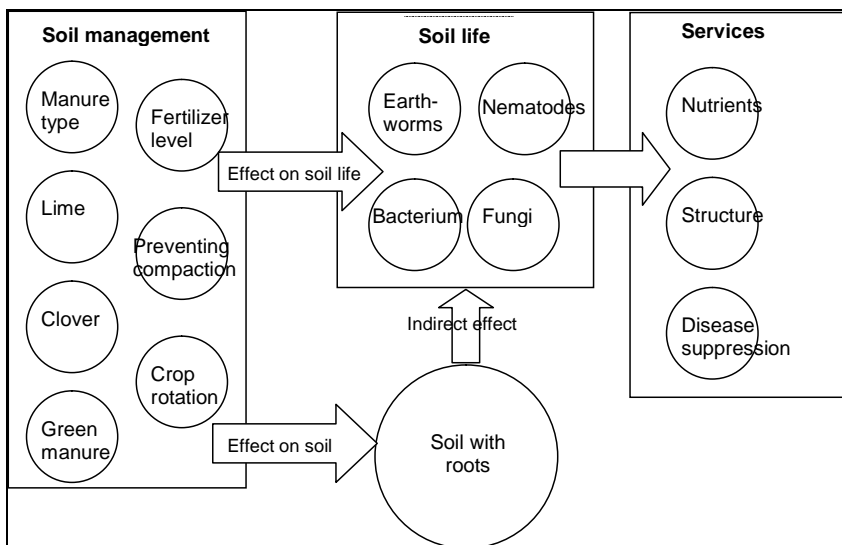 Soil management
Manure
type
Fertilizer
level
Lime
Preventing
compaction
Clover
Crop
rotation
Green
manure
Effect on soil life
Effect on soil
Soil life
Earth-
worms
Nematodes
Bacterium
Fungi
Indirect effect
Soil with
roots
Services
Nutrients
Structure
Disease
suppression